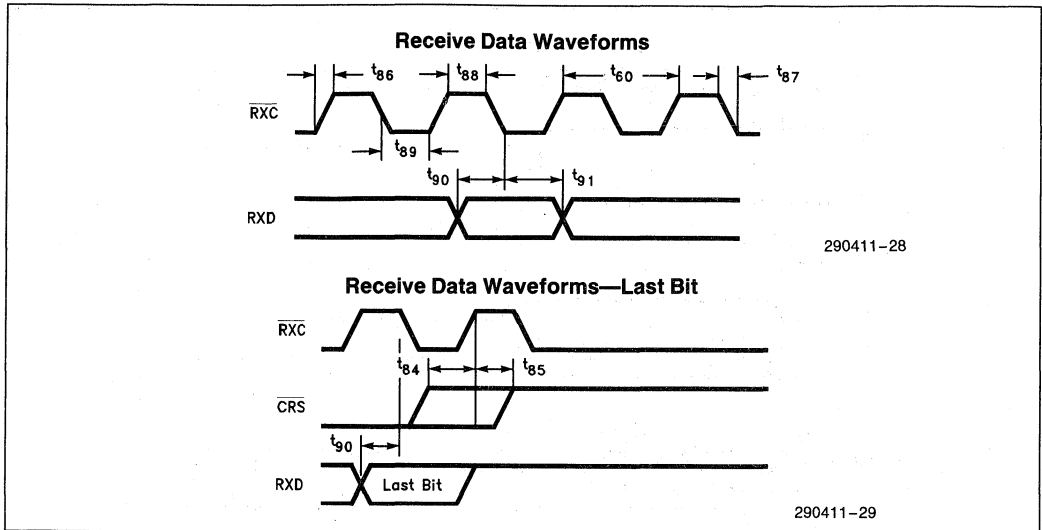 Receive Data Waveforms
t86 t88 t60 t87
RXC
t89
t90 t91
RXD
290411-28
Receive Data Waveforms—Last Bit
RXC
t84 t85
CRS
t90
RXD Last Bit
290411-29